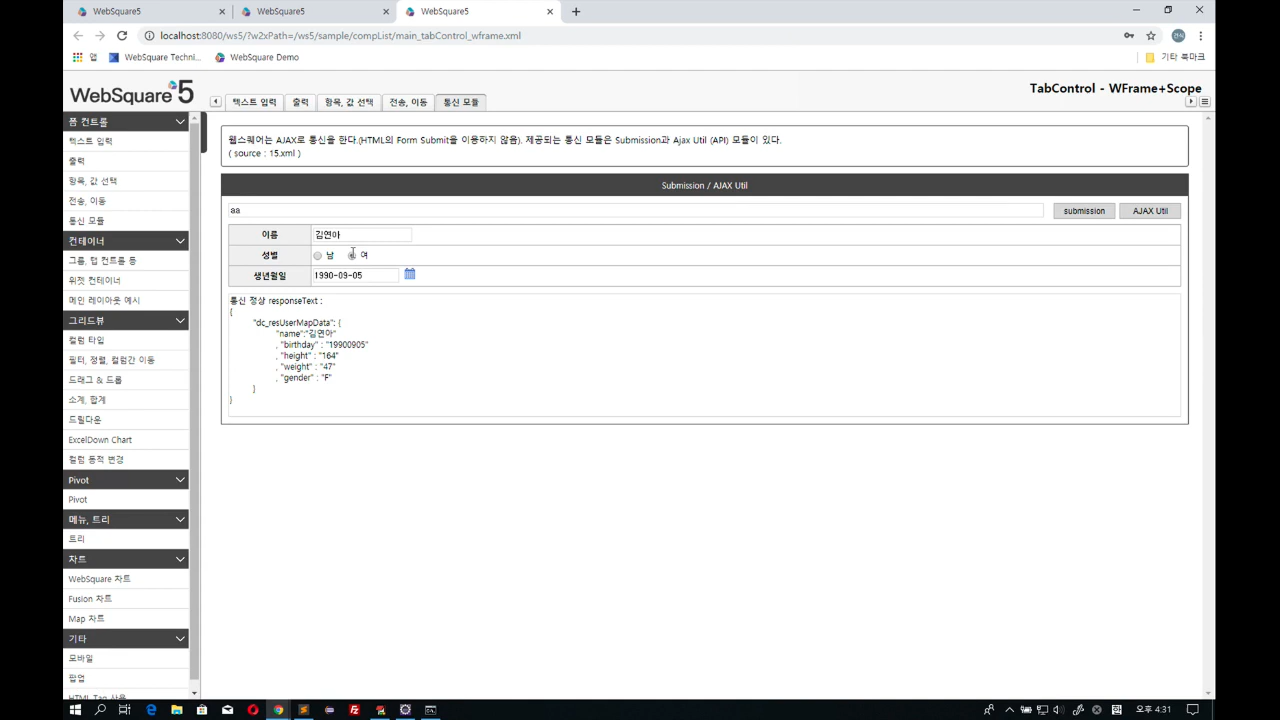 WebSquare5
WebSquare5
WebSquare5
localhost:8080/ws5/?w2xPath=/ws5/sample/compList/main_tabControl_wframe.xml
앱
WebSquare Techni...
WebSquare Demo
기타 북마크
WebSquare 5
TabControl - WFrame+Scope
텍스트 입력
출력
항목, 값 선택
전송, 이동
통신 모듈
폼 컨트롤
텍스트 입력
출력
항목, 값 선택
전송, 이동
통신 모듈
컨테이너
그룹, 탭 컨트롤 등
위젯 컨테이너
메인 레이아웃 예시
그리드뷰
컬럼 타입
필터, 정렬, 컬럼간 이동
드래그 & 드롭
소계, 합계
드릴다운
ExcelDown Chart
컬럼 동적 변경
Pivot
Pivot
메뉴, 트리
트리
차트
WebSquare 차트
Fusion 차트
Map 차트
기타
모바일
팝업
HTML Tag 사용
웹스퀘어는 AJAX로 통신을 한다.(HTML의 Form Submit을 이용하지 않음). 제공되는 통신 모듈은 Submission과 Ajax Util (API) 모듈이 있다.
( source : 15.xml )
Submission / AJAX Util
aa
submission
AJAX Util
이름
김연아
성별
남
여
생년월일
1990-09-05
통신 정상 responseText :
{
"dc_resUserMapData": {
"name":"김연아"
, "birthday" : "19900905"
, "height" : "164"
, "weight" : "47"
, "gender" : "F"
}
}
오후 4:31